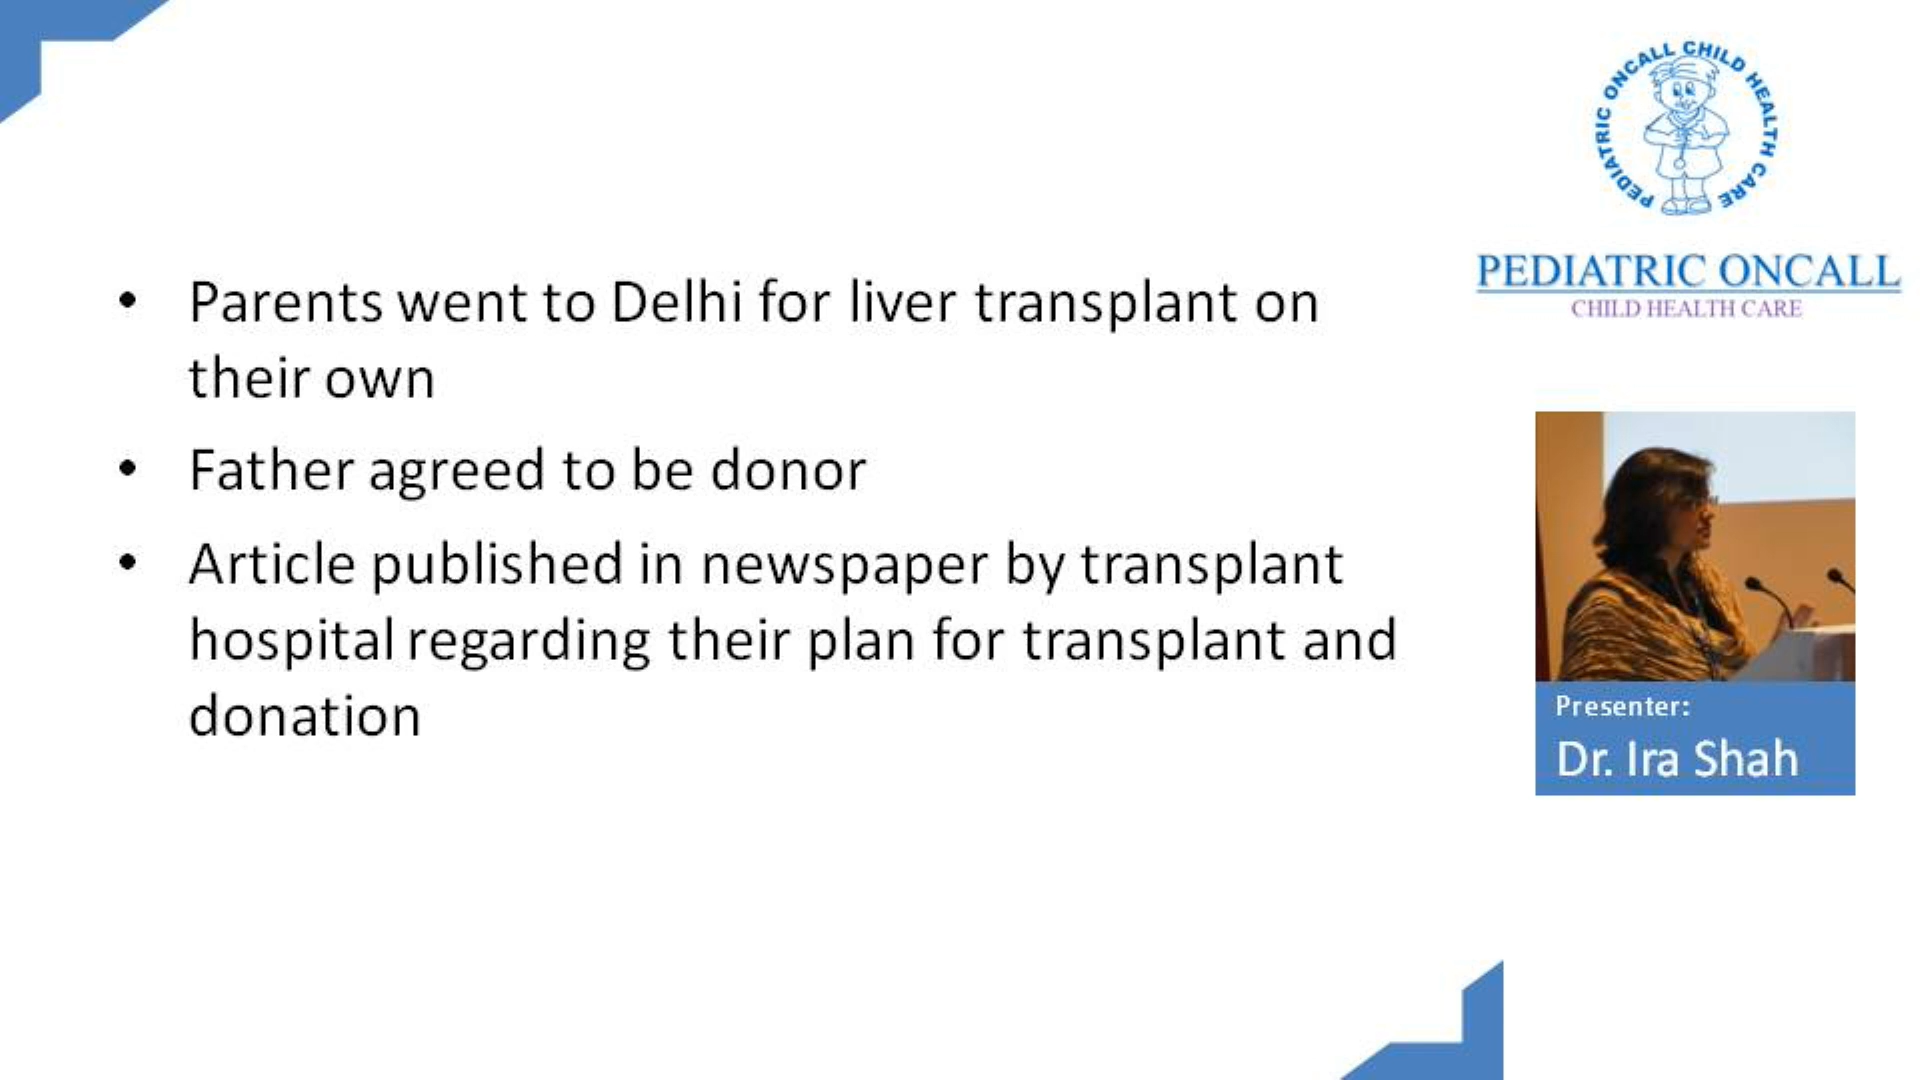 PEDIATRIC ONCALL CHILD HEALTH CARE
PEDIATRIC ONCALL
CHILD HEALTH CARE
• Parents went to Delhi for liver transplant on
their own
• Father agreed to be donor
• Article published in newspaper by transplant
hospital regarding their plan for transplant and
donation
Presenter:
Dr. Ira Shah